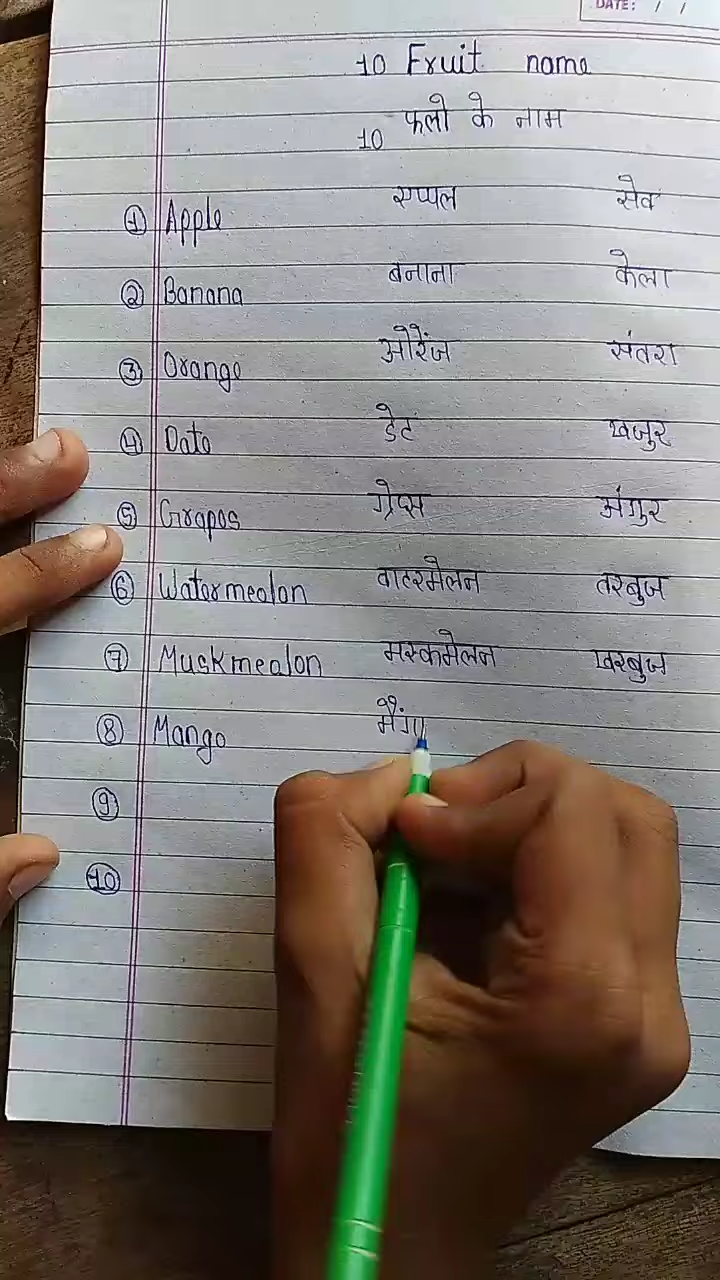 DATE: / /
10 Fruit name
10 फलो के नाम
① Apple एप्पल सेव
② Banana बनाना केला
③ Orange ओरेंज संतरा
④ Date डेट खजुर
⑤ Grapes ग्रेप्स अंगुर
⑥ Watermealon वाटरमेलन तरबुज
⑦ Muskmealon मस्कमेलन खरबुज
⑧ Mango मैंगा
⑨
⑩